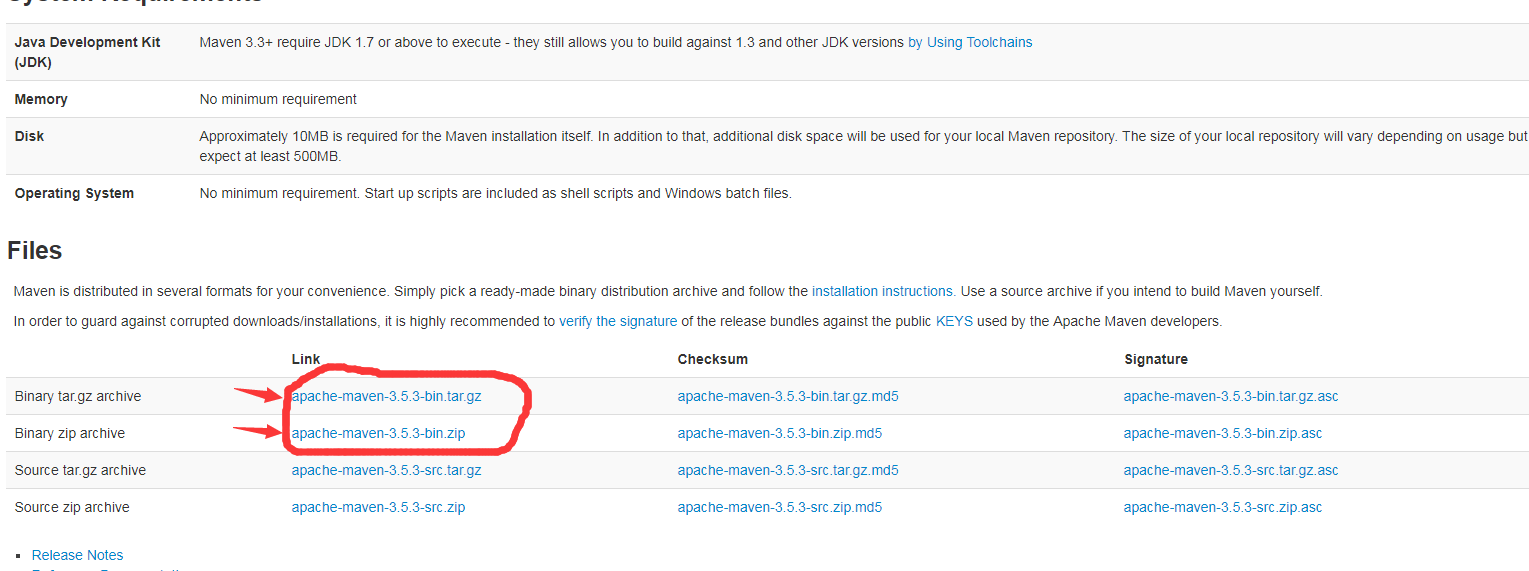 Java Development Kit (JDK) Maven 3.3+ require JDK 1.7 or above to execute - they still allows you to build against 1.3 and other JDK versions by Using Toolchains
Memory No minimum requirement
Disk Approximately 10MB is required for the Maven installation itself. In addition to that, additional disk space will be used for your local Maven repository. The size of your local repository will vary depending on usage but
expect at least 500MB.
Operating System No minimum requirement. Start up scripts are included as shell scripts and Windows batch files.
Files
Maven is distributed in several formats for your convenience. Simply pick a ready-made binary distribution archive and follow the installation instructions. Use a source archive if you intend to build Maven yourself.
In order to guard against corrupted downloads/installations, it is highly recommended to verify the signature of the release bundles against the public KEYS used by the Apache Maven developers.
Link Checksum Signature
Binary tar.gz archive apache-maven-3.5.3-bin.tar.gz apache-maven-3.5.3-bin.tar.gz.md5 apache-maven-3.5.3-bin.tar.gz.asc
Binary zip archive apache-maven-3.5.3-bin.zip apache-maven-3.5.3-bin.zip.md5 apache-maven-3.5.3-bin.zip.asc
Source tar.gz archive apache-maven-3.5.3-src.tar.gz apache-maven-3.5.3-src.tar.gz.md5 apache-maven-3.5.3-src.tar.gz.asc
Source zip archive apache-maven-3.5.3-src.zip apache-maven-3.5.3-src.zip.md5 apache-maven-3.5.3-src.zip.asc
Release Notes